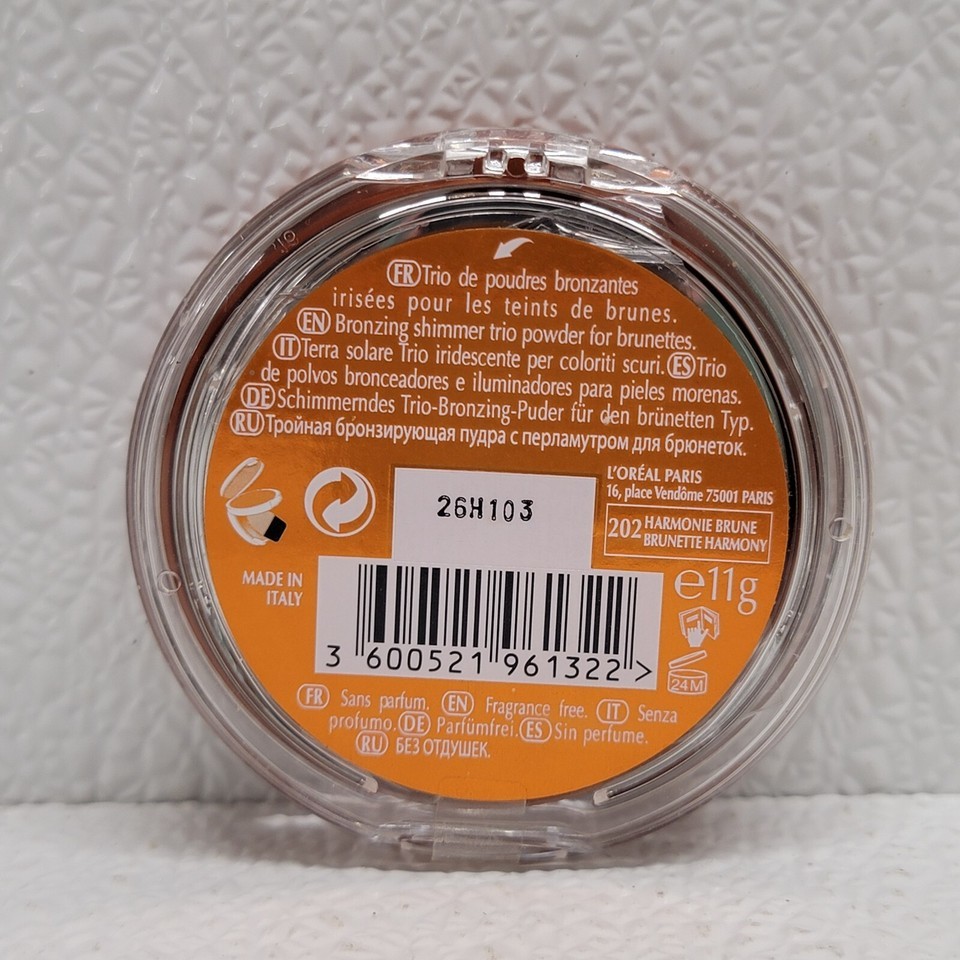 FR Trio de poudres bronzantes
irisées pour les teints de brunes.
EN Bronzing shimmer trio powder for brunettes.
IT Terra solare Trio iridescente per coloriti scuri. ES Trio
de polvos bronceadores e iluminadores para pieles morenas.
DE Schimmerndes Trio-Bronzing-Puder für den brünetten Typ.
RU Тройная бронзирующая пудра с перламутром для брюнеток.
L'ORÉAL PARIS
16, place Vendôme 75001 PARIS
26H103
202 HARMONIE BRUNE
BRUNETTE HARMONY
MADE IN
ITALY
e11g
3 600521 961322 >
24M
FR Sans parfum. EN Fragrance free. IT Senza
profumo. DE Parfümfrei. ES Sin perfume.
RU БЕЗ ОТДУШЕК.